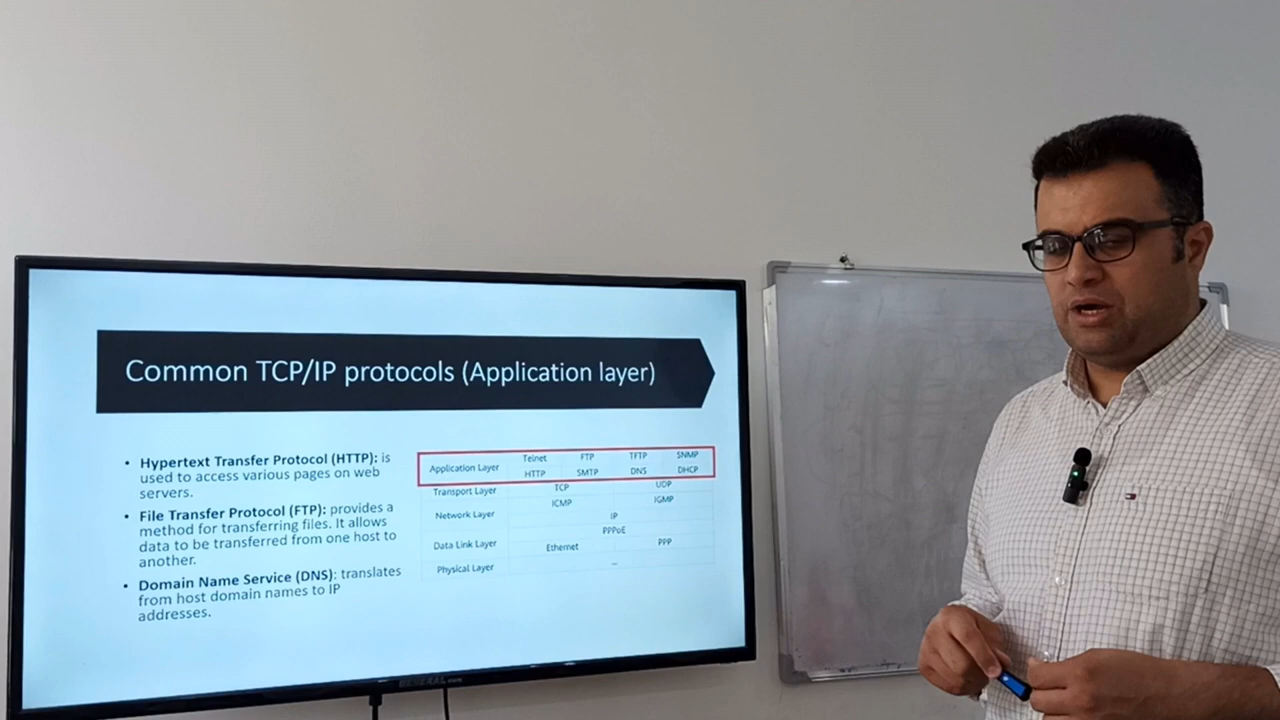 Common TCP/IP protocols (Application layer)
• Hypertext Transfer Protocol (HTTP): is
used to access various pages on web
servers.
• File Transfer Protocol (FTP): provides a
method for transferring files. It allows
data to be transferred from one host to
another.
• Domain Name Service (DNS): translates
from host domain names to IP
addresses.
Application Layer
Telnet FTP TFTP SNMP
HTTP SMTP DNS DHCP
Transport Layer TCP UDP
ICMP IGMP
Network Layer IP
PPPoE
Data Link Layer Ethernet PPP
Physical Layer ...
GENERAL